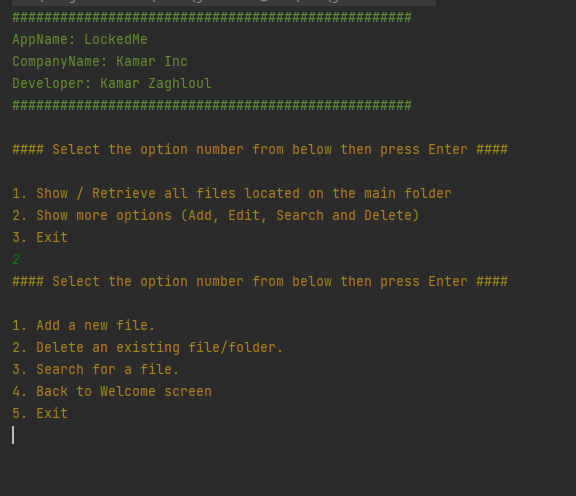 ##################################################
AppName: LockedMe
CompanyName: Kamar Inc
Developer: Kamar Zaghloul
##################################################
#### Select the option number from below then press Enter ####
1. Show / Retrieve all files located on the main folder
2. Show more options (Add, Edit, Search and Delete)
3. Exit
2
#### Select the option number from below then press Enter ####
1. Add a new file.
2. Delete an existing file/folder.
3. Search for a file.
4. Back to Welcome screen
5. Exit